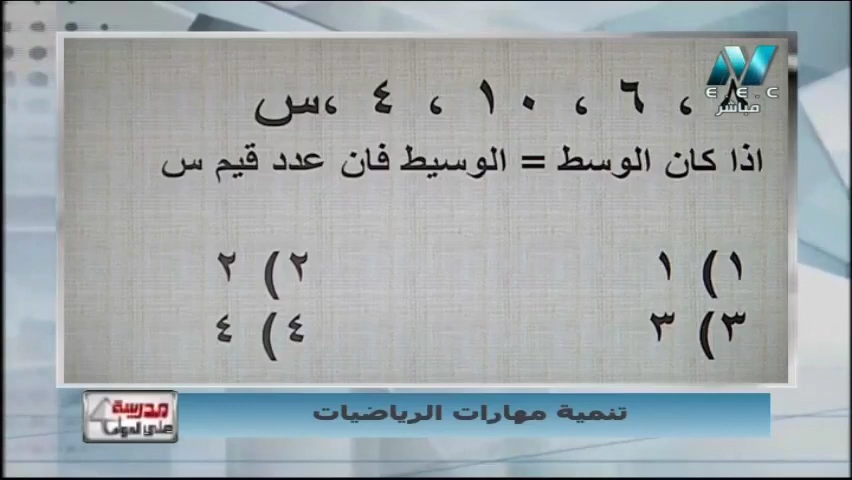 ٨ ، ٦ ، ١٠ ، ٤ ،س
اذا كان الوسط = الوسيط فان عدد قيم س
١) ١
٢) ٢
٣) ٣
٤) ٤
E.E.C
مباشر
تنمية مهارات الرياضيات
مدرسة
على الهواء